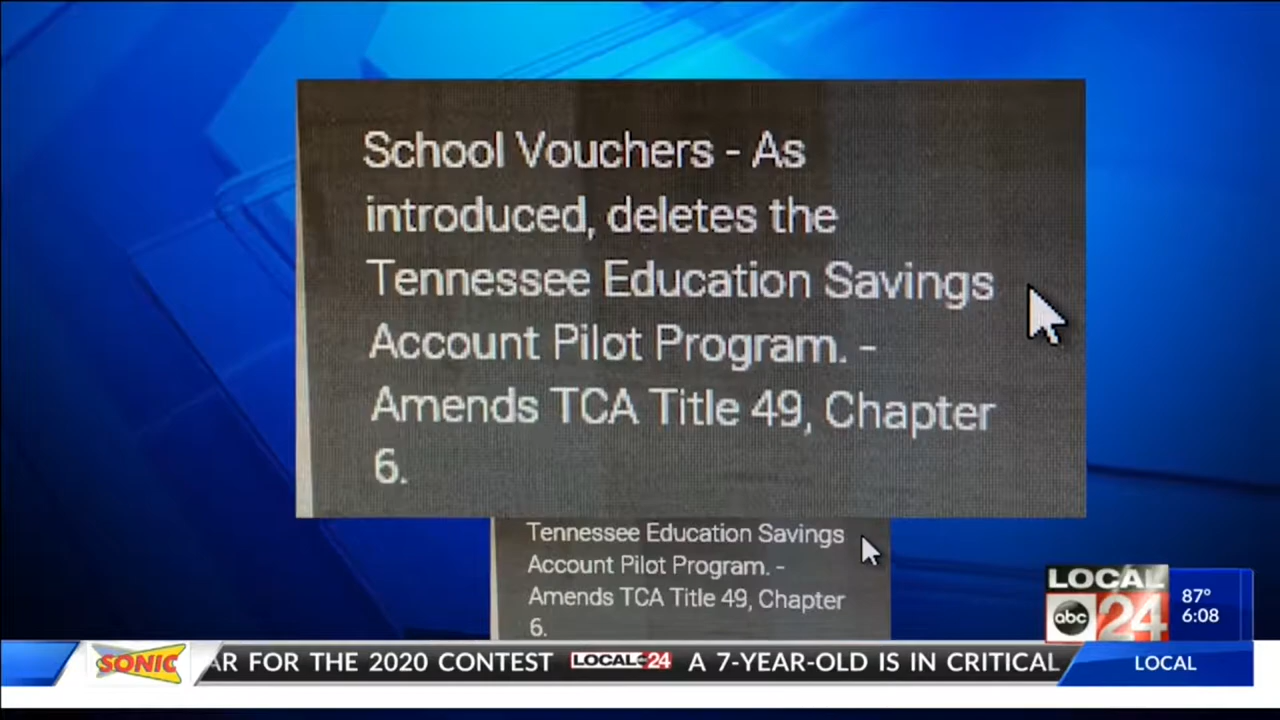 School Vouchers - As
introduced, deletes the
Tennessee Education Savings
Account Pilot Program. -
Amends TCA Title 49, Chapter
6.
Tennessee Education Savings
Account Pilot Program. -
Amends TCA Title 49, Chapter
6.
LOCAL
abc 24
87°
6:08
SONIC
AR FOR THE 2020 CONTEST LOCAL abc 24 A 7-YEAR-OLD IS IN CRITICAL
LOCAL